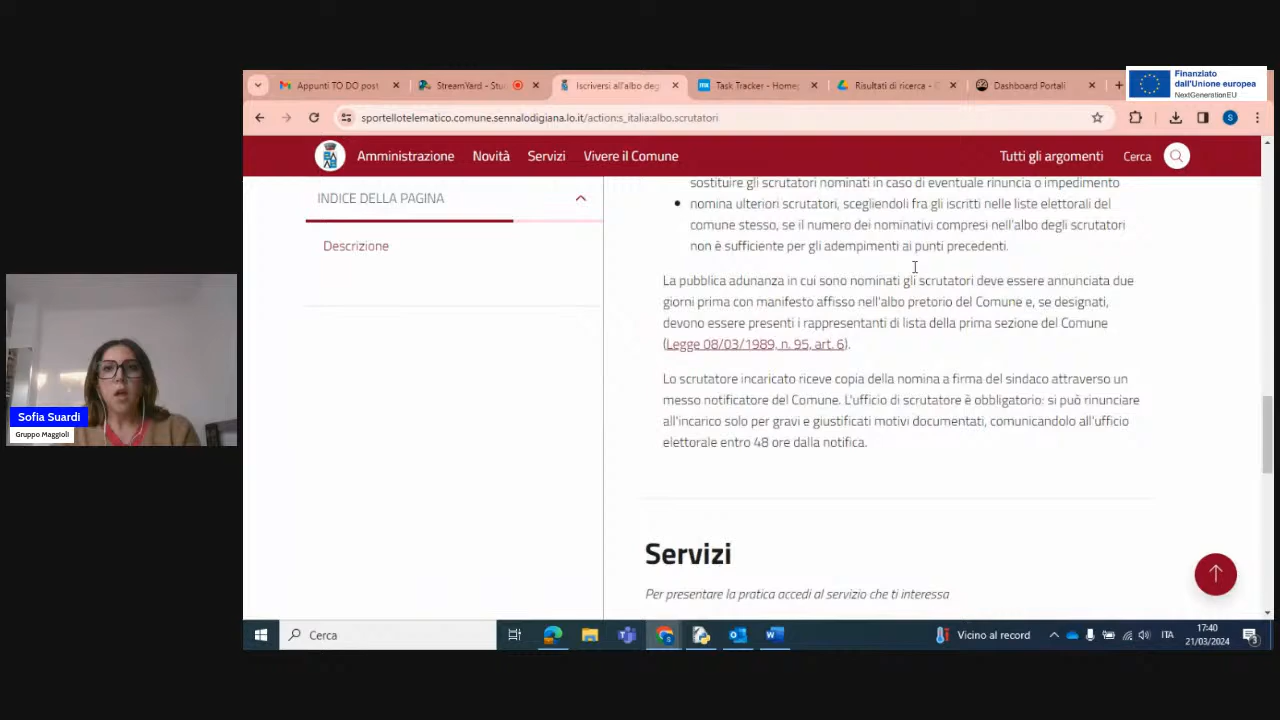 Finanziato
dall'Unione europea
NextGenerationEU
Appunti TO DO post
StreamYard - Stu
Iscriversi all'albo deg
Task Tracker - Home
Risultati di ricerca -
Dashboard Portali
sportellotelematico.comune.sennalodigiana.lo.it/action:s_italia:albo.scrutatori
S
Amministrazione
Novità
Servizi
Vivere il Comune
Tutti gli argomenti
Cerca
INDICE DELLA PAGINA
Descrizione
sostituire gli scrutatori nominati in caso di eventuale rinuncia o impedimento
nomina ulteriori scrutatori, scegliendoli fra gli iscritti nelle liste elettorali del
comune stesso, se il numero dei nominativi compresi nell'albo degli scrutatori
non è sufficiente per gli adempimenti ai punti precedenti.
La pubblica adunanza in cui sono nominati gli scrutatori deve essere annunciata due
giorni prima con manifesto affisso nell'albo pretorio del Comune e, se designati,
devono essere presenti i rappresentanti di lista della prima sezione del Comune
(Legge 08/03/1989, n. 95, art. 6).
Lo scrutatore incaricato riceve copia della nomina a firma del sindaco attraverso un
messo notificatore del Comune. L'ufficio di scrutatore è obbligatorio: si può rinunciare
all'incarico solo per gravi e giustificati motivi documentati, comunicandolo all'ufficio
elettorale entro 48 ore dalla notifica.
Servizi
Per presentare la pratica accedi al servizio che ti interessa
Sofia Suardi
Gruppo Maggioli
Cerca
Vicino al record
ITA
17:40
21/03/2024
3